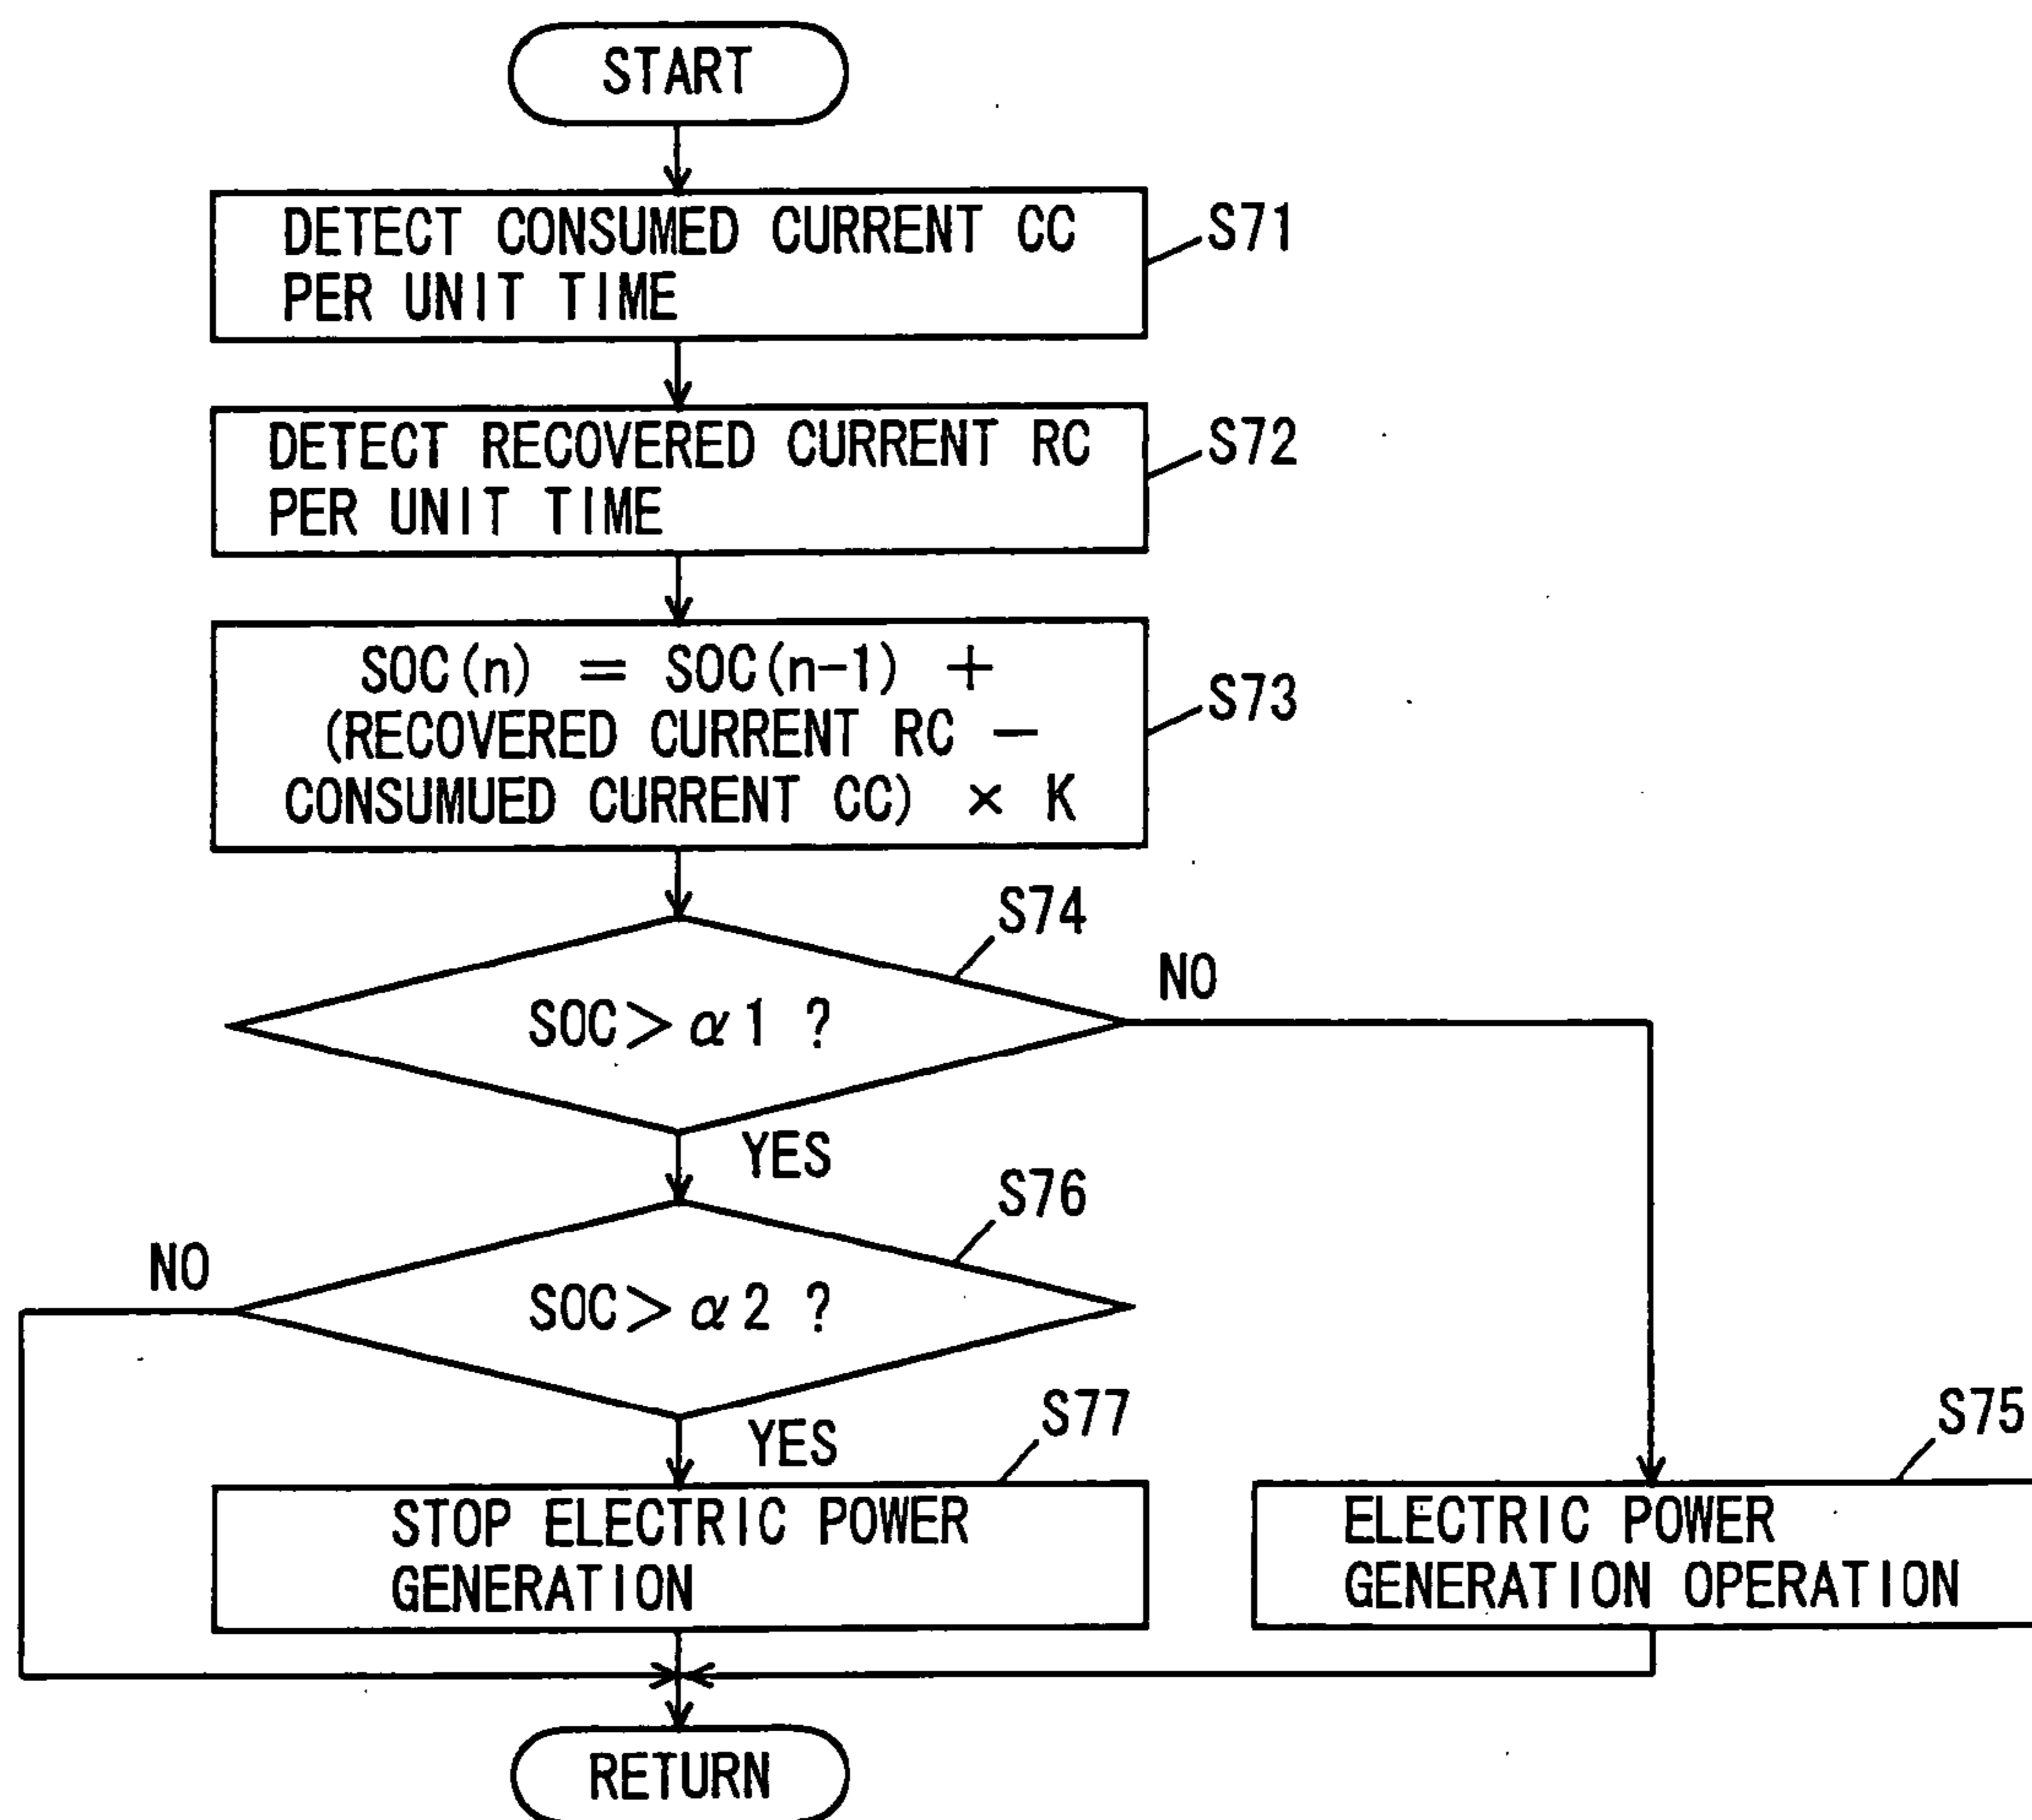 START
DETECT CONSUMED CURRENT CC
PER UNIT TIME
S71
DETECT RECOVERED CURRENT RC
PER UNIT TIME
S72
SOC(n) = SOC(n-1) +
(RECOVERED CURRENT RC −
CONSUMUED CURRENT CC) × K
S73
S74
SOC> α1 ?
NO
YES
S76
SOC> α2 ?
NO
YES
S77
STOP ELECTRIC POWER
GENERATION
S75
ELECTRIC POWER
GENERATION OPERATION
RETURN